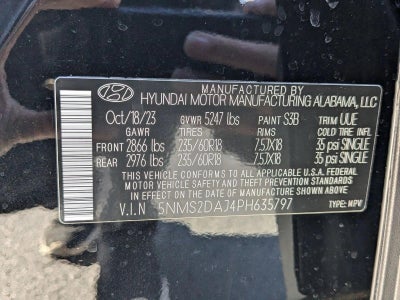 MANUFACTURED BY
HYUNDAI MOTOR MANUFACTURING ALABAMA, LLC
Oct/18/23 GVWR 5247 lbs PAINT S3B TRIM UUE
GAWR TIRES RIMS COLD TIRE INFLATION
FRONT 2866 lbs 235/60R18 7.5JX18 35 psi SINGLE
REAR 2976 lbs 235/60R18 7.5JX18 35 psi SINGLE
THIS VEHICLE CONFORMS TO ALL APPLICABLE U.S.A. FEDERAL
MOTOR VEHICLE SAFETY AND THEFT PREVENTION STANDARDS
IN EFFECT ON THE DATE OF MANUFACTURE SHOWN ABOVE.
V.I.N 5NMS2DAJ4PH635797 TYPE: MPV